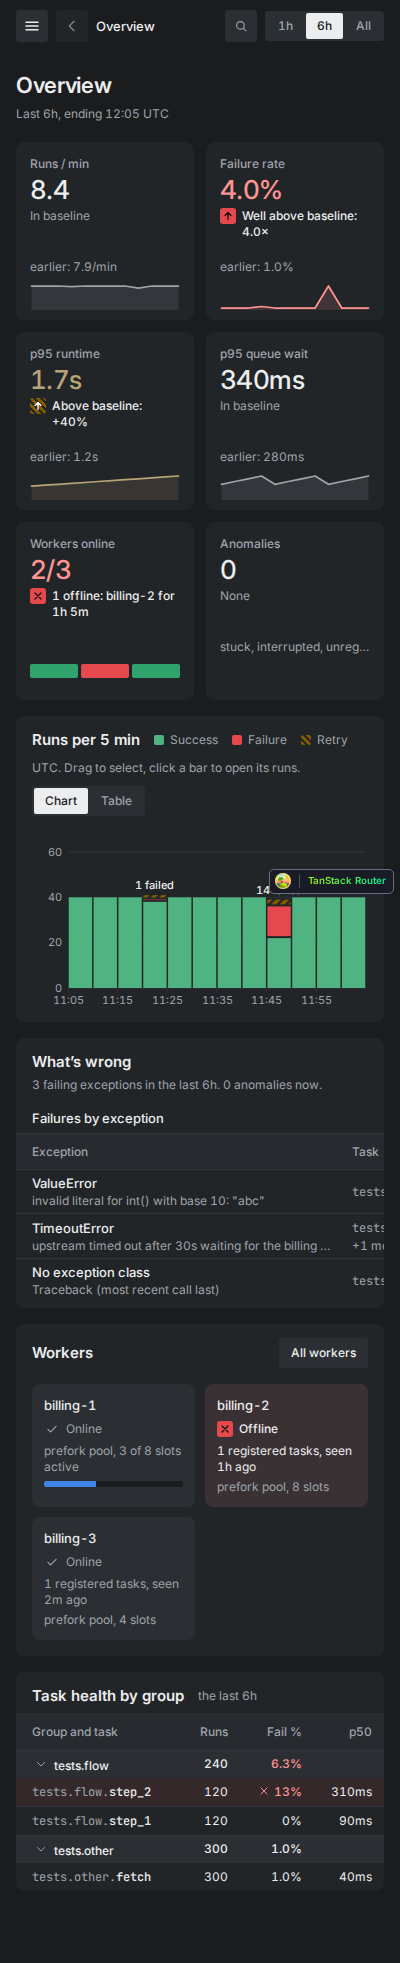 Overview
1h 6h All
Overview
Last 6h, ending 12:05 UTC
Runs / min
8.4
In baseline
earlier: 7.9/min
Failure rate
4.0%
Well above baseline:
4.0×
earlier: 1.0%
p95 runtime
1.7s
Above baseline:
+40%
earlier: 1.2s
p95 queue wait
340ms
In baseline
earlier: 280ms
Workers online
2/3
1 offline: billing-2 for
1h 5m
Anomalies
0
None
stuck, interrupted, unreg...
Runs per 5 min Success Failure Retry
UTC. Drag to select, click a bar to open its runs.
Chart Table
60
40
20
0
1 failed
14
TanStack Router
11:05 11:15 11:25 11:35 11:45 11:55
What's wrong
3 failing exceptions in the last 6h. 0 anomalies now.
Failures by exception
Exception Task
ValueError
invalid literal for int() with base 10: "abc"
tests
TimeoutError
upstream timed out after 30s waiting for the billing ...
+1 mo
No exception class
Traceback (most recent call last)
tests
Workers All workers
billing-1
Online
prefork pool, 3 of 8 slots
active
billing-2
Offline
1 registered tasks, seen
1h ago
prefork pool, 8 slots
billing-3
Online
1 registered tasks, seen
2m ago
prefork pool, 4 slots
Task health by group the last 6h
Group and task Runs Fail % p50
tests.flow 240 6.3%
tests.flow.step_2 120 13% 310ms
tests.flow.step_1 120 0% 90ms
tests.other 300 1.0%
tests.other.fetch 300 1.0% 40ms